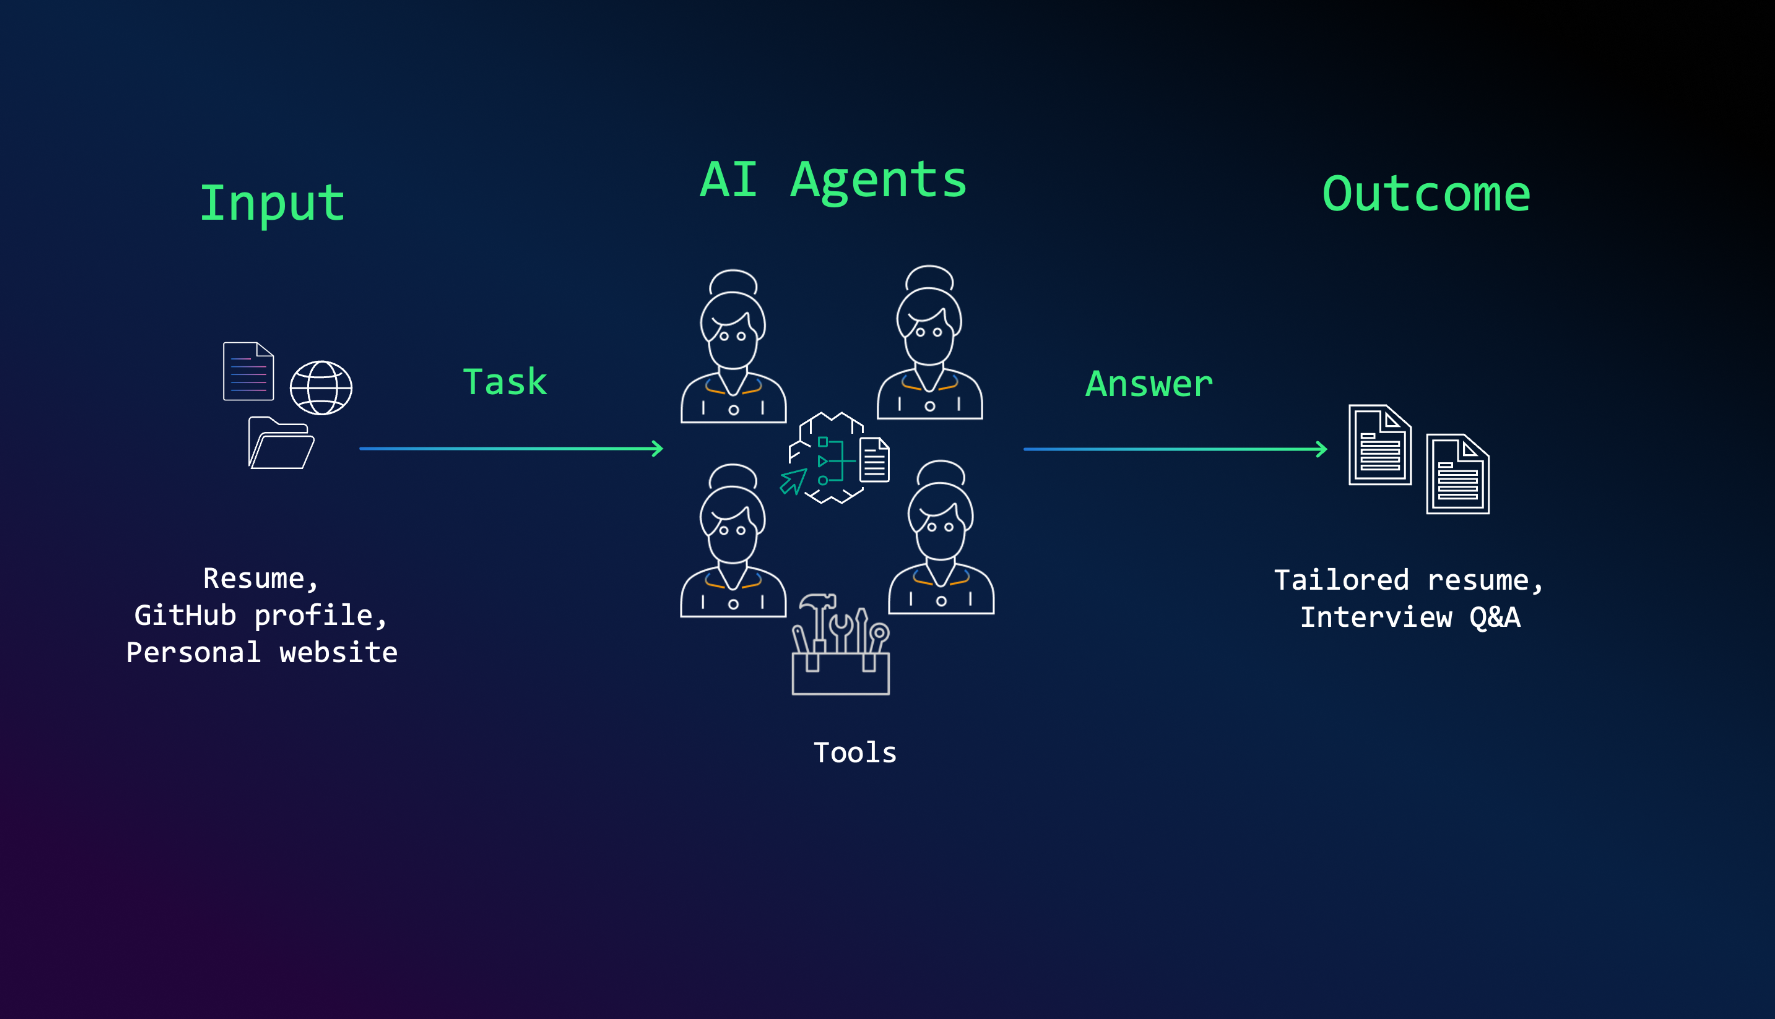 Input
AI Agents
Outcome
Task
Answer
Resume,
GitHub profile,
Personal website
Tailored resume,
Interview Q&A
Tools